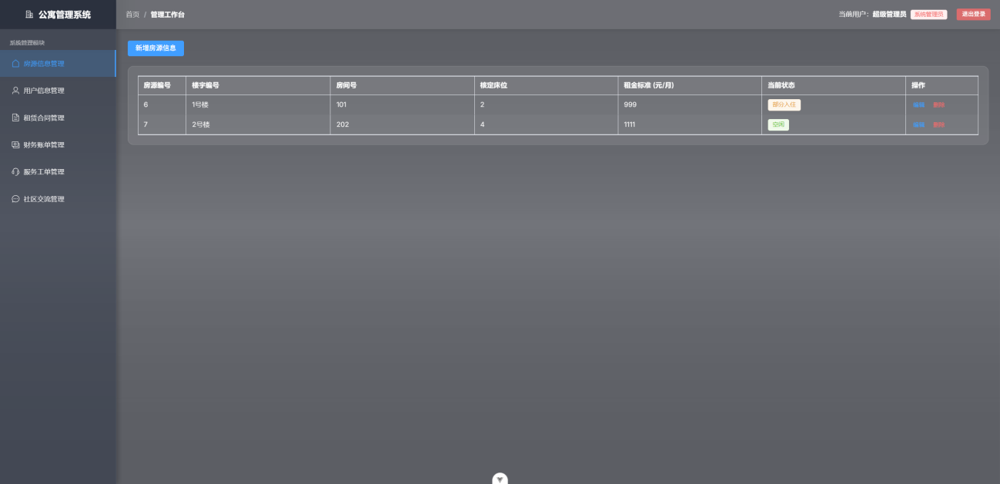 公寓管理系统
首页 / 管理工作台
当前用户: 超级管理员 系统管理员 退出登录
系统管理模块
房源信息管理
用户信息管理
租赁合同管理
财务账单管理
服务工单管理
社区交流管理
新增房源信息
房源编号 楼宇编号 房间号 核定床位 租金标准 (元/月) 当前状态 操作
6 1号楼 101 2 999 部分入住 编辑 删除
7 2号楼 202 4 1111 空闲 编辑 删除